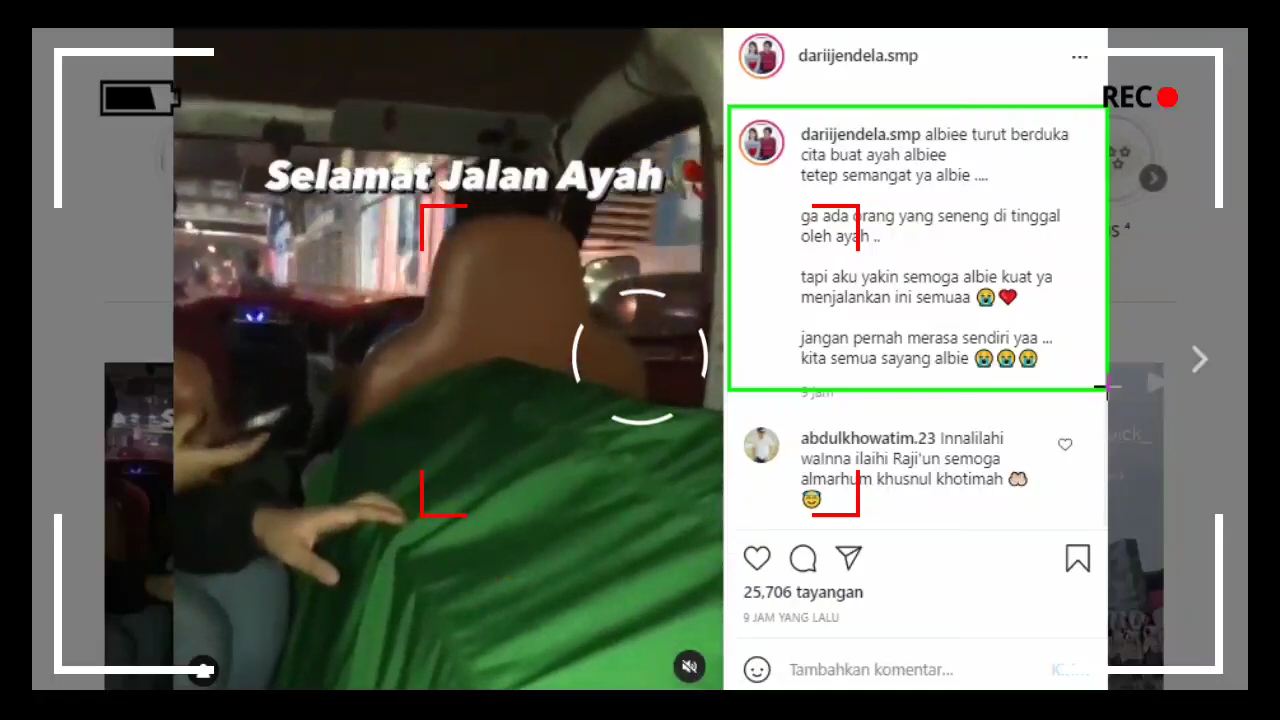 dariijendela.smp
REC
Selamat Jalan Ayah
dariijendela.smp albiee turut berduka
cita buat ayah albiee
tetep semangat ya albie ....
ga ada orang yang seneng di tinggal
oleh ayah ..
tapi aku yakin semoga albie kuat ya
menjalankan ini semuaa 😭❤️
jangan pernah merasa sendiri yaa ...
kita semua sayang albie 😭😭😭
9 jam
abdulkhowatim.23 Innalilahi
waInna ilaihi Raji'un semoga
almarhum khusnul khotimah 🤲🏻
😇
25,706 tayangan
9 JAM YANG LALU
Tambahkan komentar...